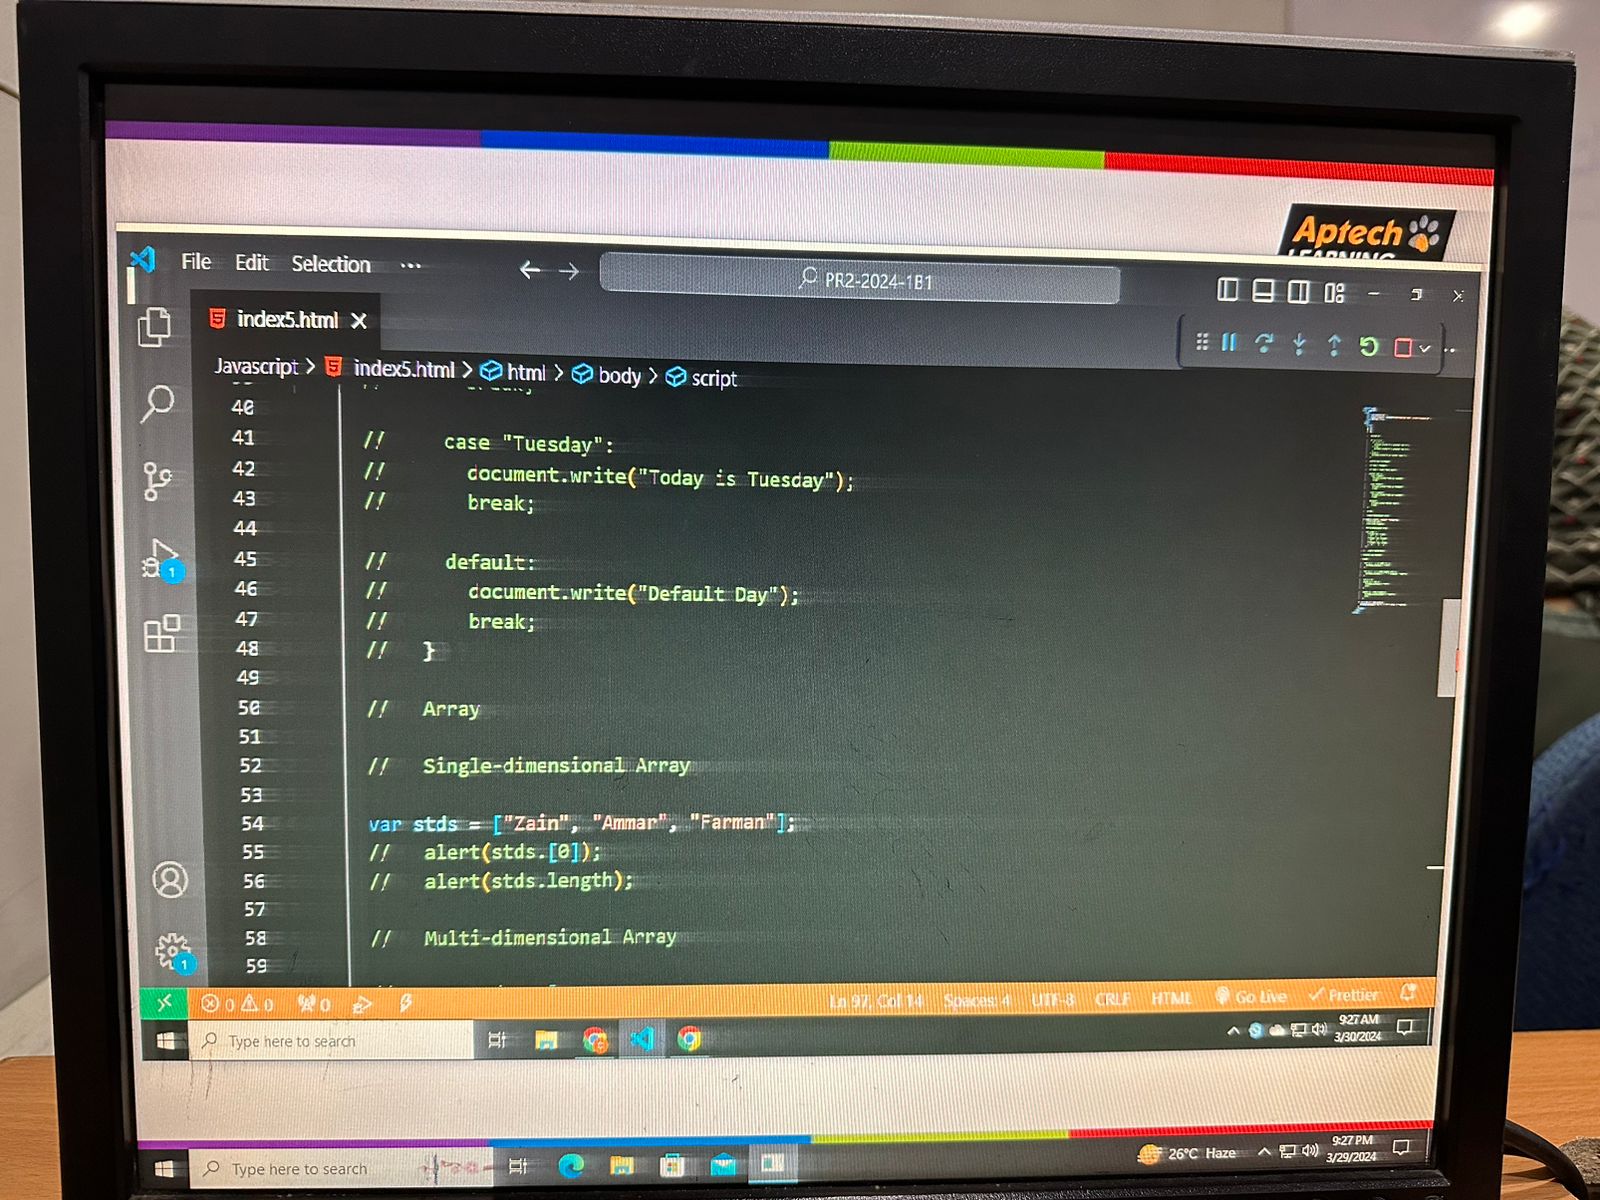 Aptech
LEARNING
File Edit Selection ...
PR2-2024-1B1
index5.html
Javascript > index5.html > html > body > script
40
41 // case "Tuesday":
42 // document.write("Today is Tuesday");
43 // break;
44
45 // default:
46 // document.write("Default Day");
47 // break;
48 // }
49
50 // Array
51
52 // Single-dimensional Array
53
54 var stds = ["Zain", "Ammar", "Farman"];
55 // alert(stds.[0]);
56 // alert(stds.length);
57
58 // Multi-dimensional Array
59
1
1
0 0 0 Ln 97, Col 14 Spaces: 4 UTF-8 CRLF HTML Go Live Prettier
Type here to search 9:27 AM
3/30/2024
Type here to search 26°C Haze 9:27 PM
3/29/2024